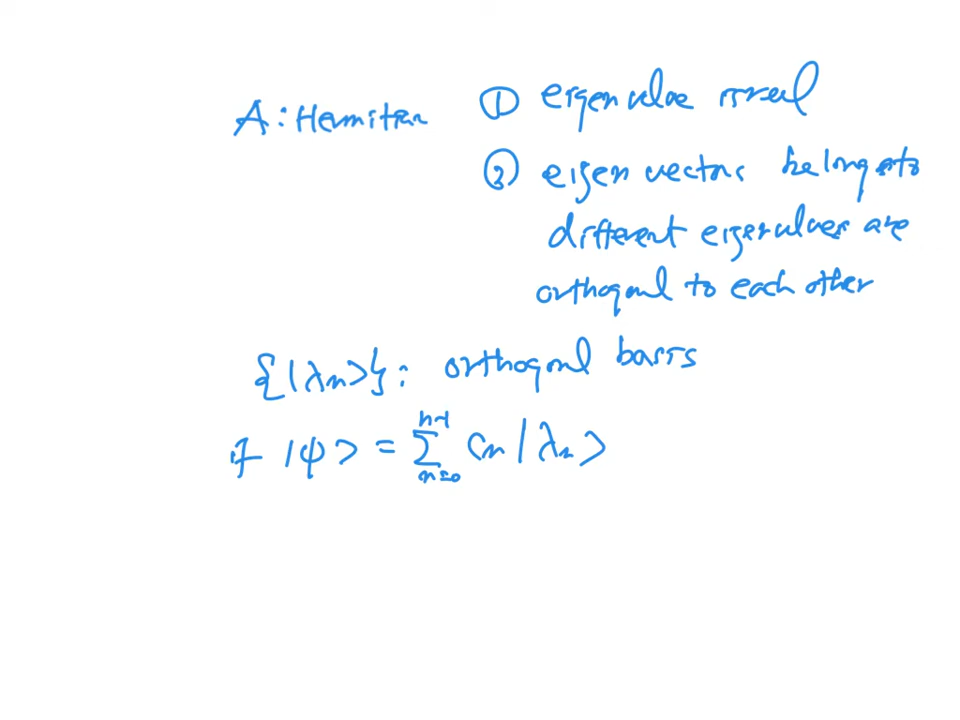 A : Hermitian ① eigenvalue is real
② eigen vectors belongs to
different eigenvalues are
orthogonal to each other
{|λn>} : orthogonal basis
if |ψ> = Σ_{n=0}^{n-1} Cn |λn>